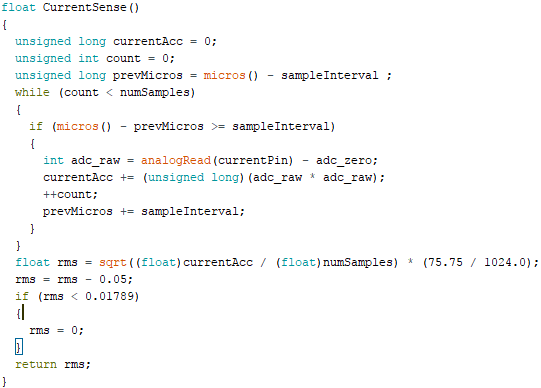 float CurrentSense()
{
  unsigned long currentAcc = 0;
  unsigned int count = 0;
  unsigned long prevMicros = micros() - sampleInterval ;
  while (count < numSamples)
  {
    if (micros() - prevMicros >= sampleInterval)
    {
      int adc_raw = analogRead(currentPin) - adc_zero;
      currentAcc += (unsigned long)(adc_raw * adc_raw);
      ++count;
      prevMicros += sampleInterval;
    }
  }
  float rms = sqrt((float)currentAcc / (float)numSamples) * (75.75 / 1024.0);
  rms = rms - 0.05;
  if (rms < 0.01789)
  {
    rms = 0;
  }
  return rms;
}